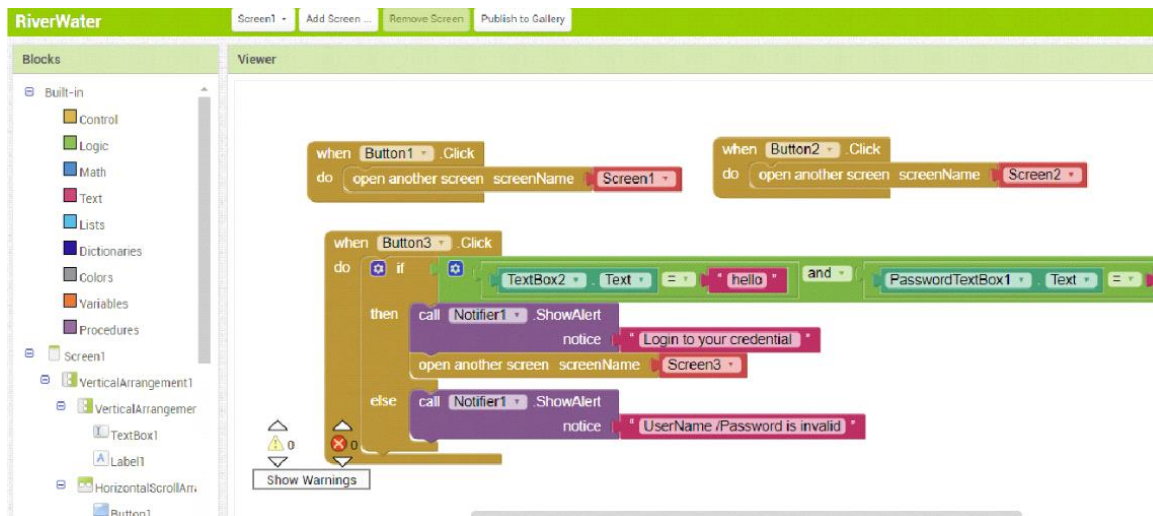 RiverWater
Screen1
Add Screen ...
Remove Screen
Publish to Gallery
Blocks
Viewer
Built-in
Control
Logic
Math
Text
Lists
Dictionaries
Colors
Variables
Procedures
Screen1
VerticalArrangement1
VerticalArrangemer
TextBox1
Label1
HorizontalScrollArr
Button1
when Button1 .Click
do open another screen screenName Screen1
when Button2 .Click
do open another screen screenName Screen2
when Button3 .Click
do if TextBox2 . Text = " hello " and PasswordTextBox1 . Text =
then call Notifier1 .ShowAlert
notice " Login to your credential "
open another screen screenName Screen3
else call Notifier1 .ShowAlert
notice " UserName /Password is invalid "
0 0
Show Warnings